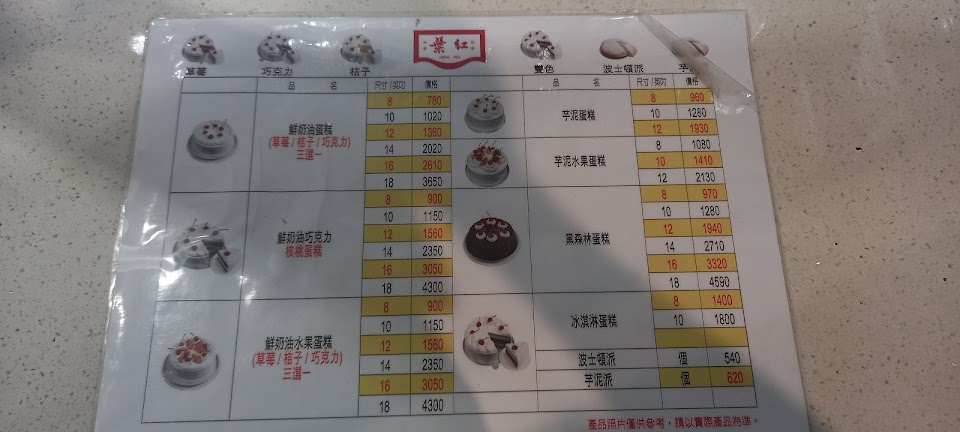 草莓 巧克力 桔子 葉紅 雙色 波士頓派 芋
品 名 尺寸/英吋 價格 品 名 尺寸/英吋 價格
鮮奶油蛋糕
(草莓/桔子/巧克力)
三選一
8 780
10 1020
12 1360
14 2020
16 2610
18 3650
鮮奶油巧克力
核桃蛋糕
8 900
10 1150
12 1560
14 2350
16 3050
18 4300
鮮奶油水果蛋糕
(草莓/桔子/巧克力)
三選一
8 900
10 1150
12 1560
14 2350
16 3050
18 4300
芋泥蛋糕
8 960
10 1280
12 1930
芋泥水果蛋糕
8 1080
10 1410
12 2130
黑森林蛋糕
8 970
10 1280
12 1940
14 2710
16 3320
18 4590
冰淇淋蛋糕
8 1400
10 1800
波士頓派 個 540
芋泥派 個 620
產品照片僅供參考，請以實際產品為準。